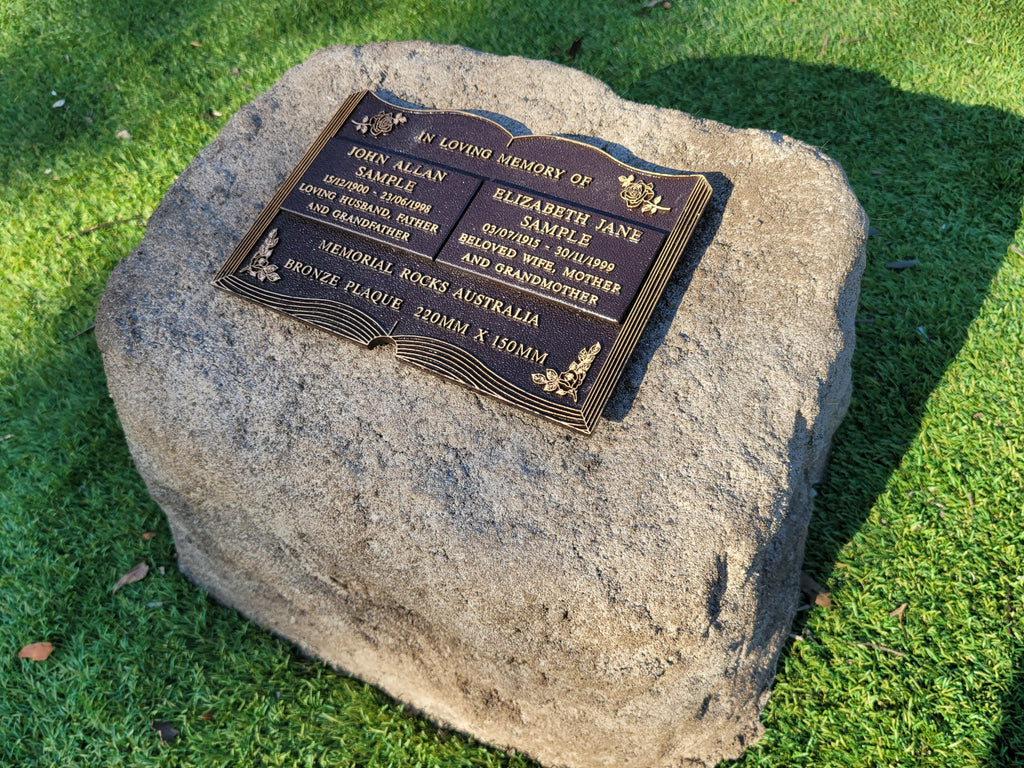 IN LOVING MEMORY OF
JOHN ALLAN
SAMPLE
15/12/1900 - 23/06/1998
LOVING HUSBAND, FATHER
AND GRANDFATHER
ELIZABETH JANE
SAMPLE
03/07/1915 - 30/11/1999
BELOVED WIFE, MOTHER
AND GRANDMOTHER
MEMORIAL ROCKS AUSTRALIA
BRONZE PLAQUE 220MM X 150MM